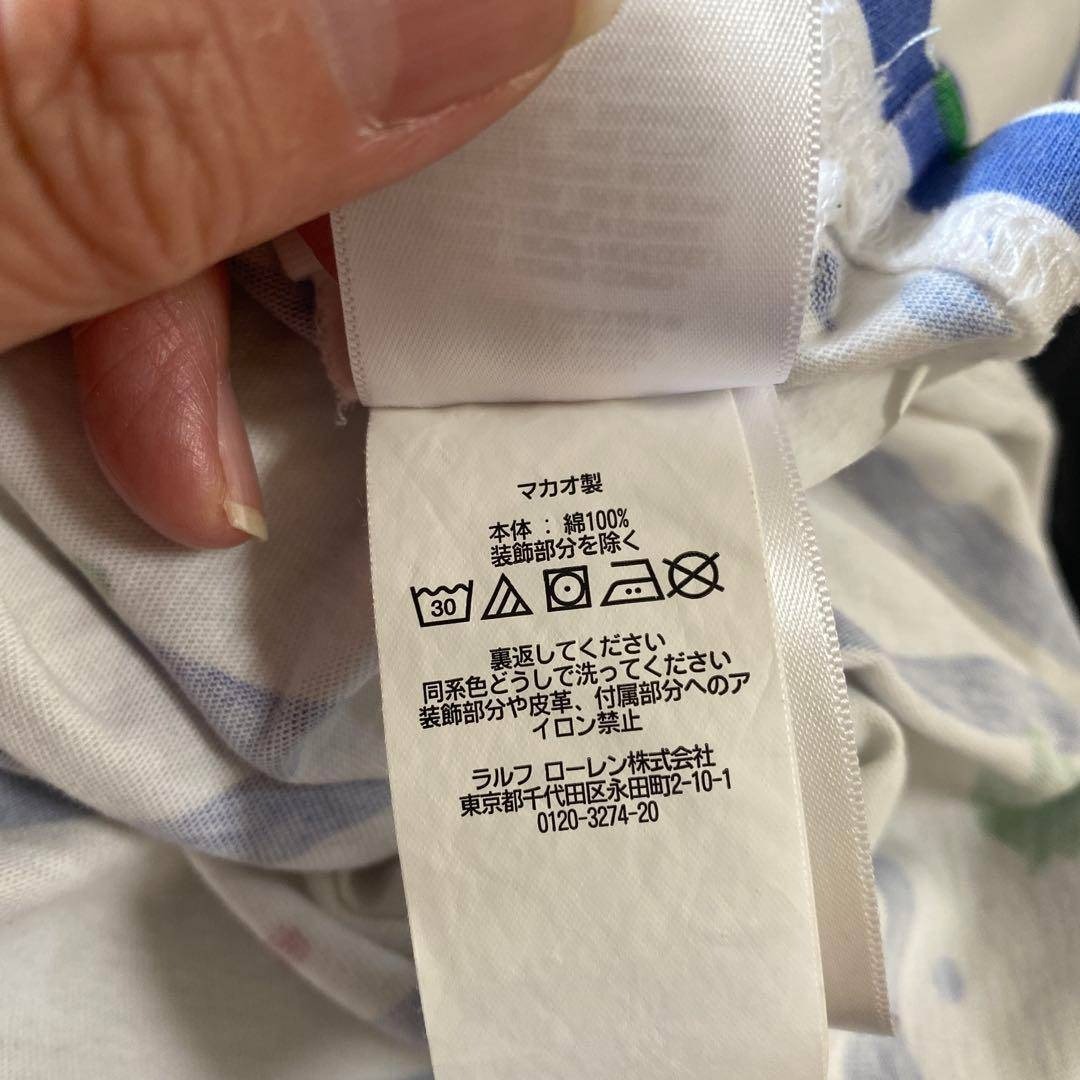 マカオ製
本体 : 綿100%
装飾部分を除く
30
裏返してください
同系色どうしで洗ってください
装飾部分や皮革、付属部分へのア
イロン禁止
ラルフ ローレン株式会社
東京都千代田区永田町2-10-1
0120-3274-20